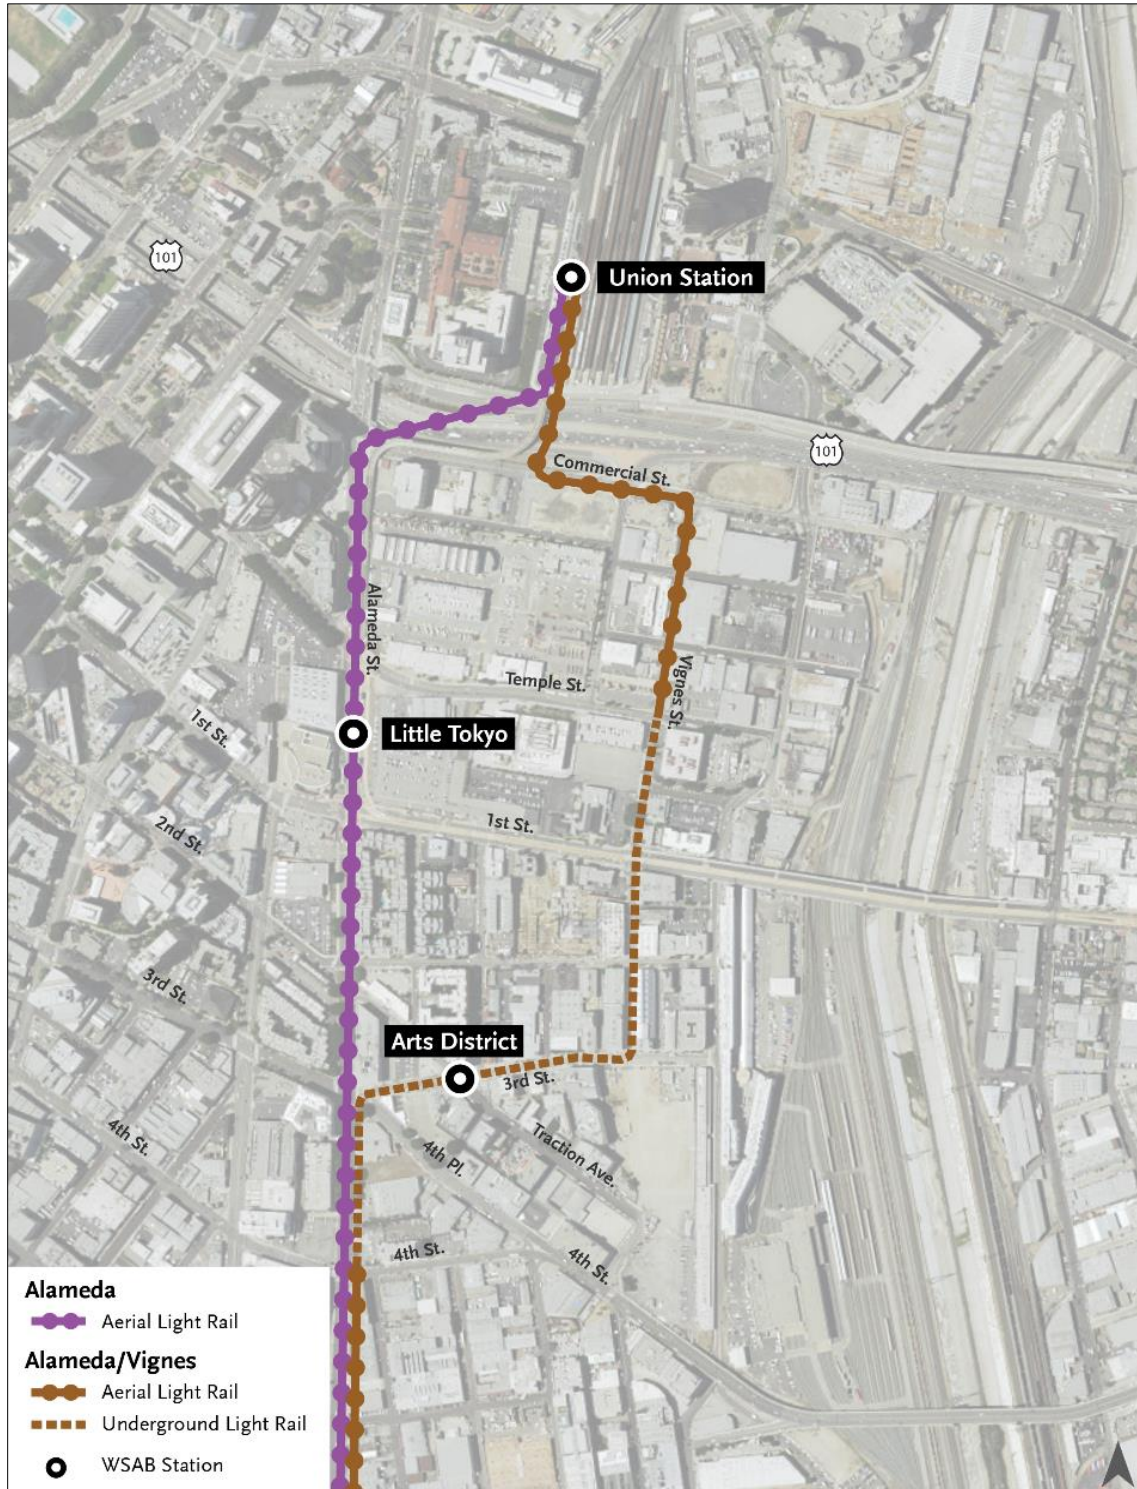 101
Union Station
Commercial St.
101
Alameda St.
Vignes St.
Temple St.
1st St.
Little Tokyo
1st St.
2nd St.
3rd St.
Arts District
3rd St.
4th St.
4th Pl.
Traction Ave.
4th St.
4th St.
Alameda
Aerial Light Rail
Alameda/Vignes
Aerial Light Rail
Underground Light Rail
WSAB Station